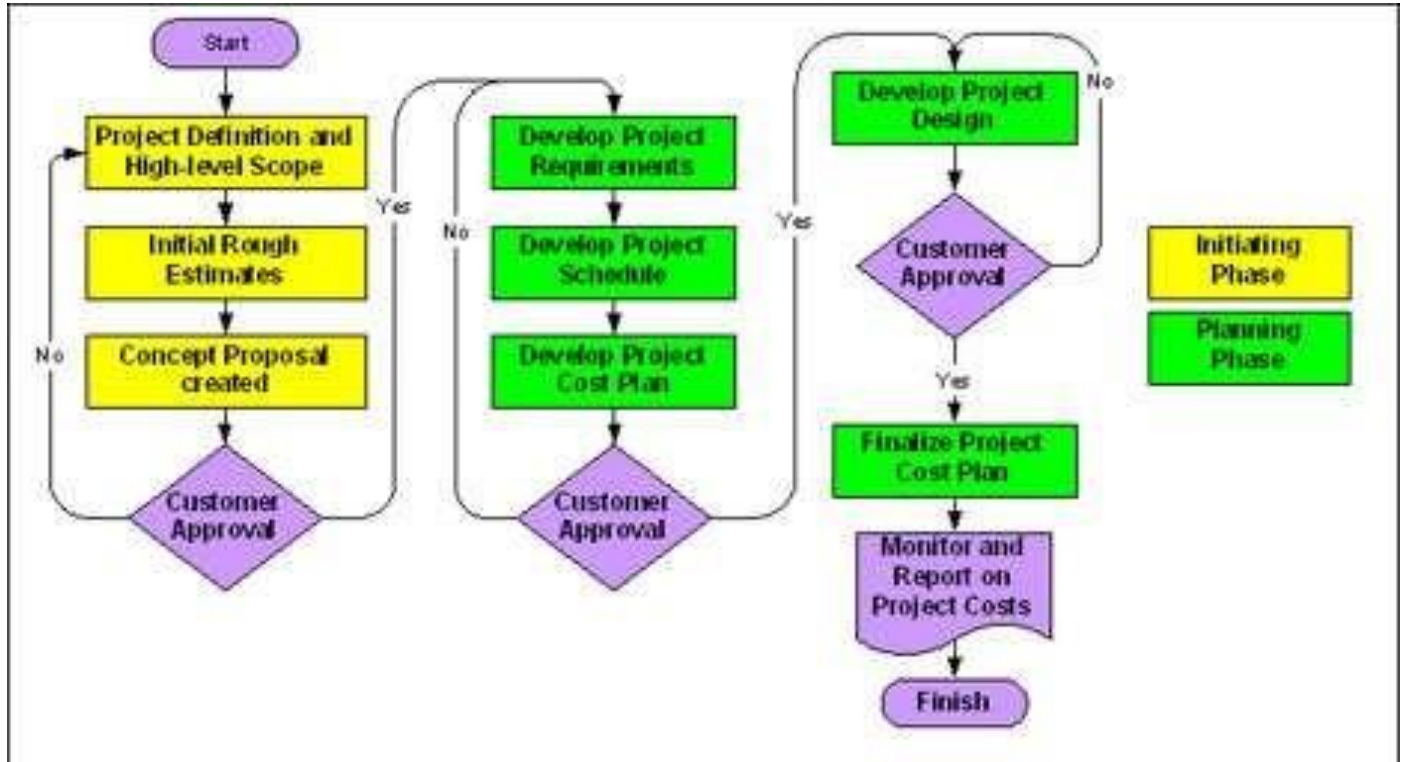 Start
Project Definition and
High-level Scope
Initial Rough
Estimates
Concept Proposal
created
Customer
Approval
No
Yes
Develop Project
Requirements
Develop Project
Schedule
Develop Project
Cost Plan
Customer
Approval
No
Yes
Develop Project
Design
Customer
Approval
No
Yes
Finalize Project
Cost Plan
Monitor and
Report on
Project Costs
Finish
Initiating
Phase
Planning
Phase